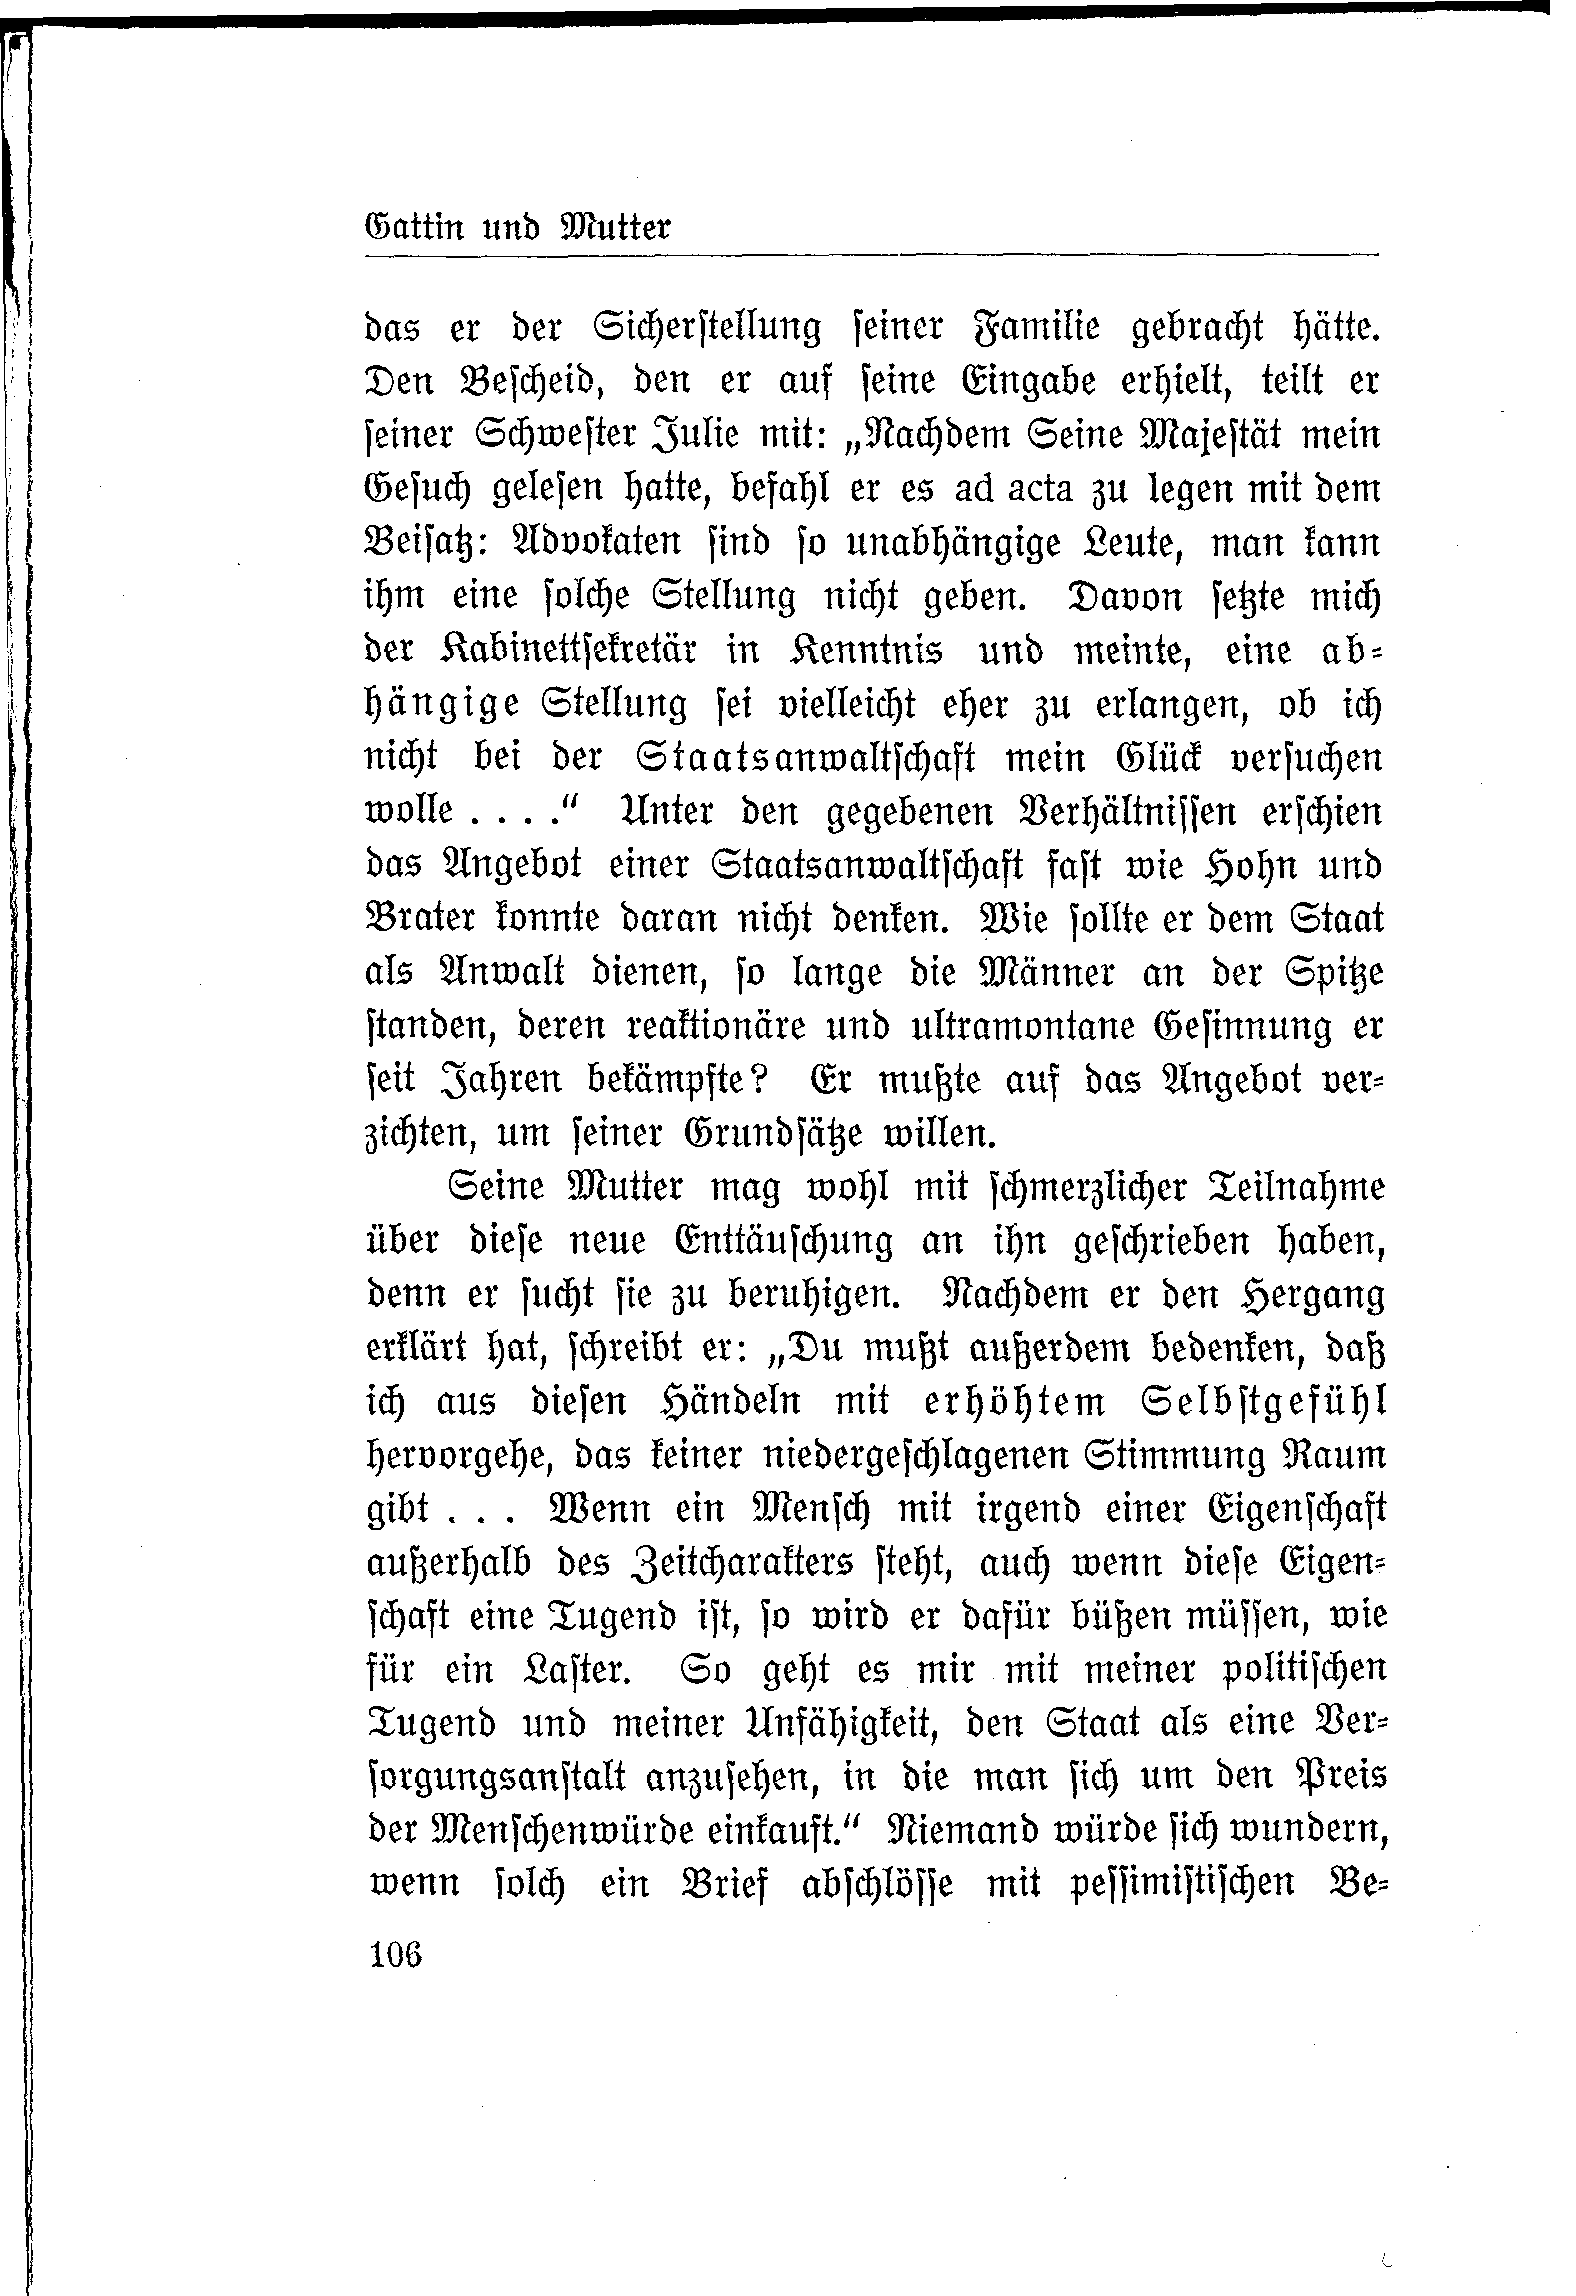 Gattin und Mutter
das er der Sicherstellung seiner Familie gebracht hätte.
Den Bescheid, den er auf seine Eingabe erhielt, teilt er
seiner Schwester Julie mit: „Nachdem Seine Majestät mein
Gesuch gelesen hatte, befahl er es ad acta zu legen mit dem
Beisatz: Advokaten sind so unabhängige Leute, man kann
ihm eine solche Stellung nicht geben. Davon setzte mich
der Kabinettsekretär in Kenntnis und meinte, eine ab-
hängige Stellung sei vielleicht eher zu erlangen, ob ich
nicht bei der Staatsanwaltschaft mein Glück versuchen
wolle . . . .“ Unter den gegebenen Verhältnissen erschien
das Angebot einer Staatsanwaltschaft fast wie Hohn und
Brater konnte daran nicht denken. Wie sollte er dem Staat
als Anwalt dienen, so lange die Männer an der Spitze
standen, deren reaktionäre und ultramontane Gesinnung er
seit Jahren bekämpfte? Er mußte auf das Angebot ver-
zichten, um seiner Grundsätze willen.
Seine Mutter mag wohl mit schmerzlicher Teilnahme
über diese neue Enttäuschung an ihn geschrieben haben,
denn er sucht sie zu beruhigen. Nachdem er den Hergang
erklärt hat, schreibt er: „Du mußt außerdem bedenken, daß
ich aus diesen Händeln mit erhöhtem Selbstgefühl
hervorgehe, das keiner niedergeschlagenen Stimmung Raum
gibt . . . Wenn ein Mensch mit irgend einer Eigenschaft
außerhalb des Zeitcharakters steht, auch wenn diese Eigen-
schaft eine Tugend ist, so wird er dafür büßen müssen, wie
für ein Laster. So geht es mir mit meiner politischen
Tugend und meiner Unfähigkeit, den Staat als eine Ver-
sorgungsanstalt anzusehen, in die man sich um den Preis
der Menschenwürde einkauft.“ Niemand würde sich wundern,
wenn solch ein Brief abschlösse mit pessimistischen Be-
106